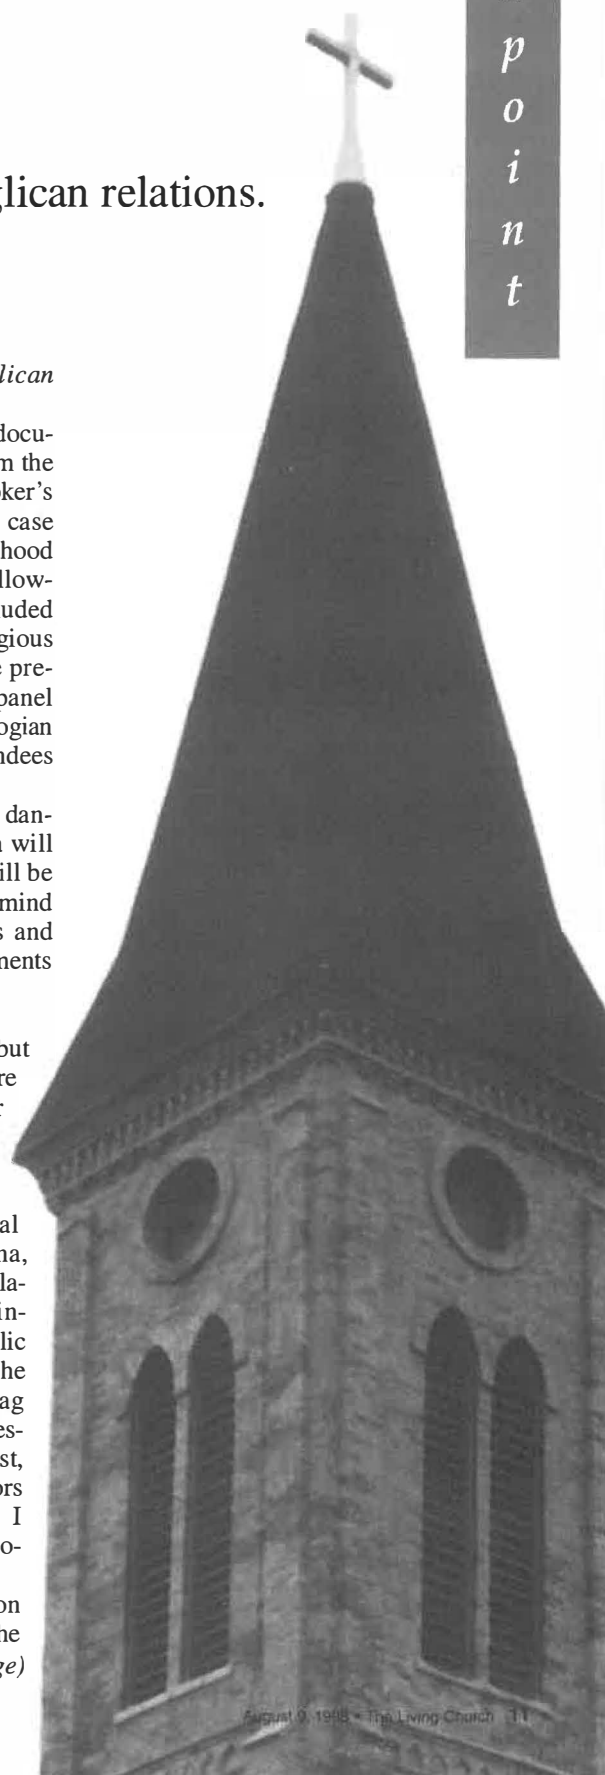 p
o
i
n
t
glican relations.
lican
docu-
m the
ker's
case
hood
llow-
uded
gious
e pre-
panel
ogian
ndees
dan-
n will
ill be
mind
s and
ments
but
re
r
al
na,
la-
in-
lic
he
ag
es-
st,
ors
I
o-
on
he
ge)
August 9, 1998 • The Living Church 11